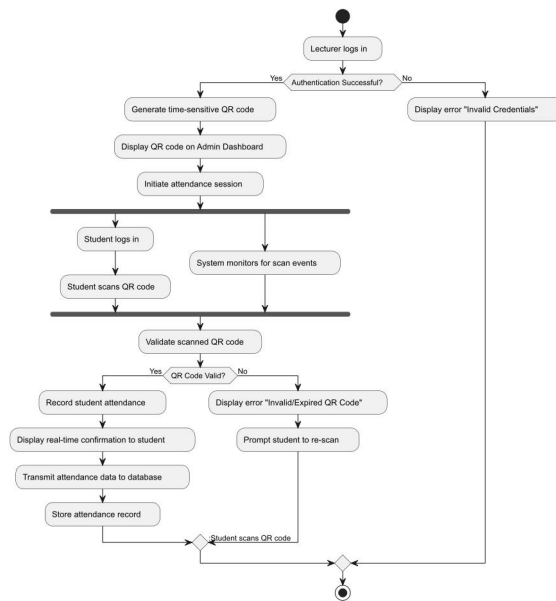 Lecturer logs in
Yes
Authentication Successful?
No
Generate time-sensitive QR code
Display error "Invalid Credentials"
Display QR code on Admin Dashboard
Initiate attendance session
Student logs in
System monitors for scan events
Student scans QR code
Validate scanned QR code
Yes
QR Code Valid?
No
Record student attendance
Display error "Invalid/Expired QR Code"
Display real-time confirmation to student
Prompt student to re-scan
Transmit attendance data to database
Store attendance record
:Student scans QR code